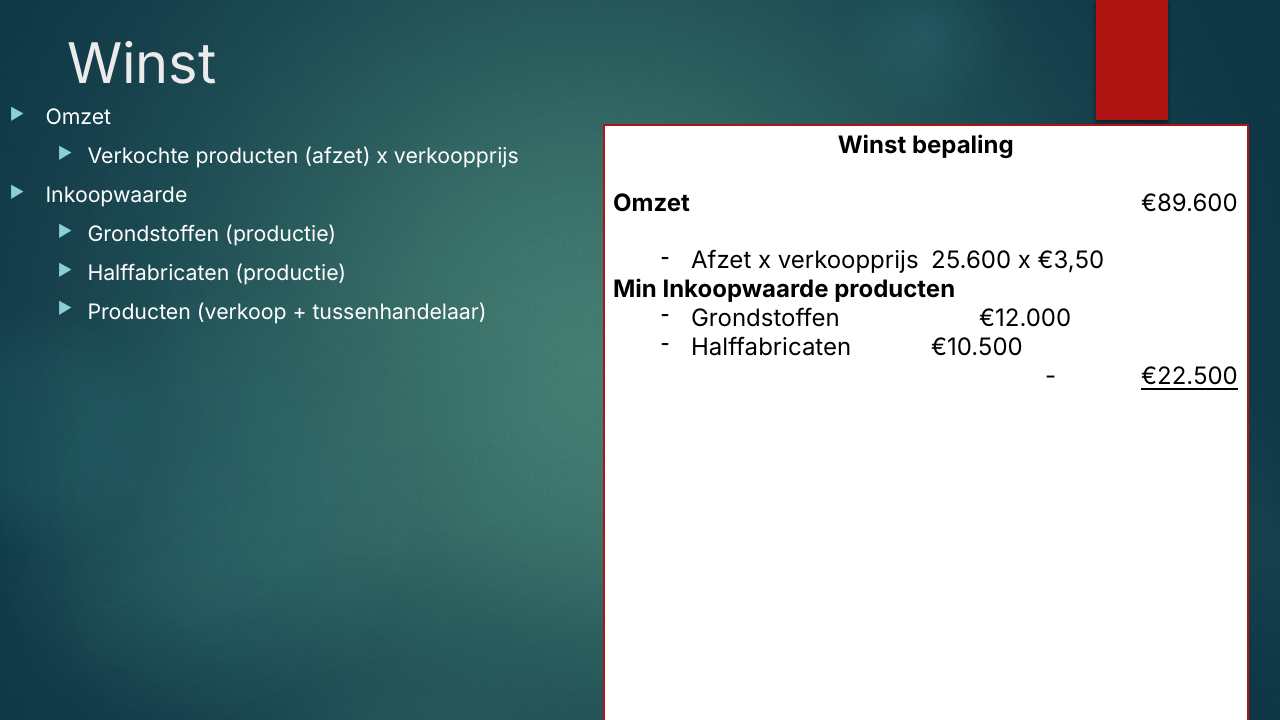 Winst
Omzet
Verkochte producten (afzet) x verkoopprijs
Inkoopwaarde
Grondstoffen (productie)
Halffabricaten (productie)
Producten (verkoop + tussenhandelaar)
Winst bepaling
Omzet €89.600
- Afzet x verkoopprijs 25.600 x €3,50
Min Inkoopwaarde producten
- Grondstoffen €12.000
- Halffabricaten €10.500
- €22.500